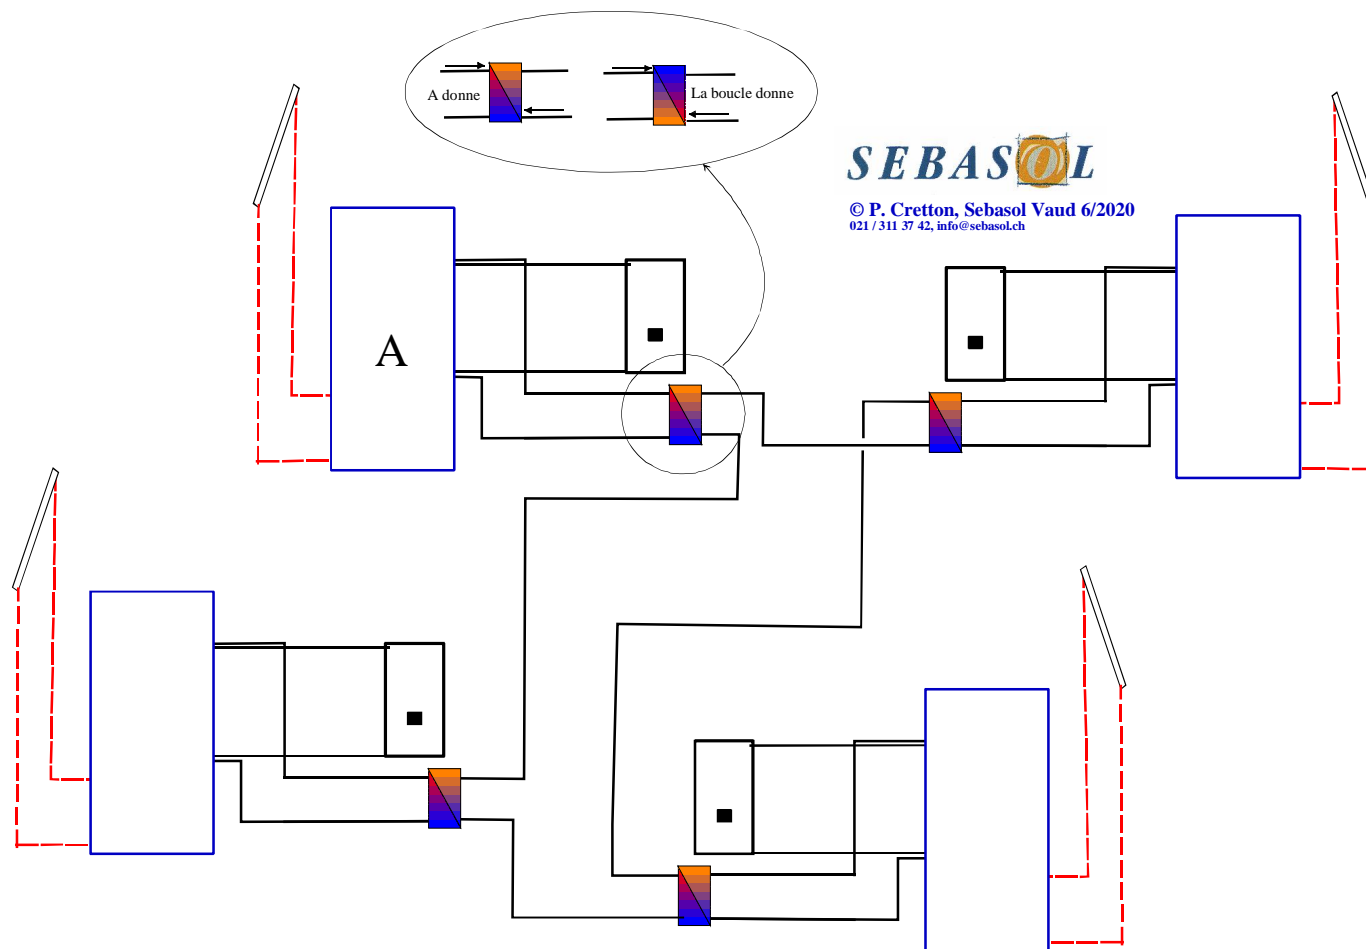 A donne
La boucle donne
SEBASOL
© P. Cretton, Sebasol Vaud 6/2020
021 / 311 37 42, info@sebasol.ch
A